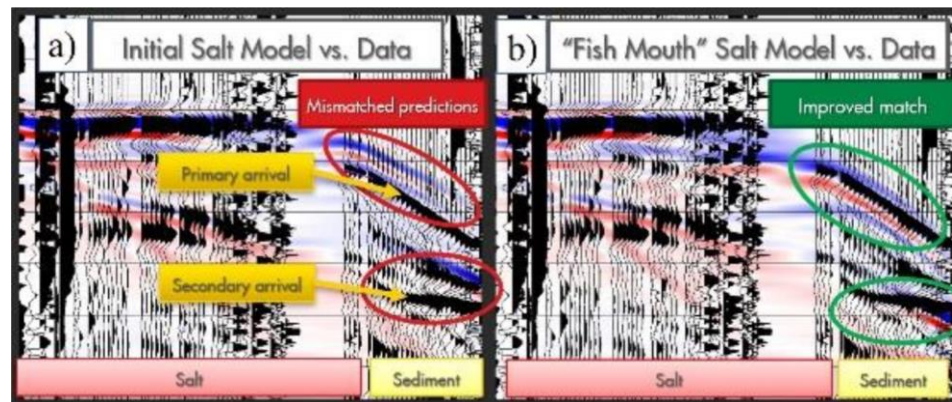 a)
Initial Salt Model vs. Data
Mismatched predictions
Primary arrival
Secondary arrival
Salt
Sediment
b)
“Fish Mouth” Salt Model vs. Data
Improved match
Salt
Sediment